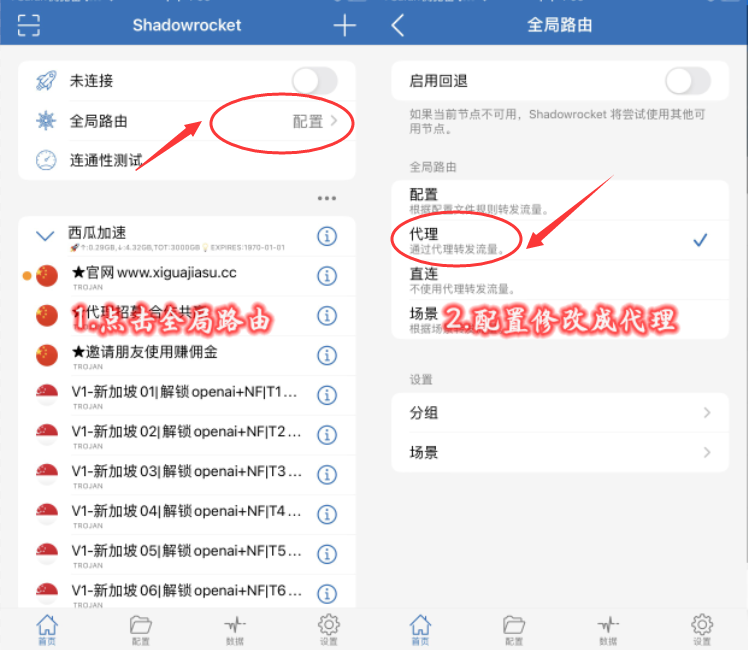 Shadowrocket
未连接
全局路由
配置
连通性测试
西瓜加速
🚀↑:0.29GB,↓:4.32GB,TOT:3000GB💡EXPIRES:1970-01-01
★官网 www.xiguajiasu.cc
TROJAN
★代理招募 合作共
1.点击全局路由
★邀请朋友使用赚佣金
TROJAN
V1-新加坡 01|解锁 openai+NF|T1...
TROJAN
V1-新加坡 02|解锁 openai+NF|T2...
TROJAN
V1-新加坡 03|解锁 openai+NF|T3...
TROJAN
V1-新加坡 04|解锁 openai+NF|T4...
TROJAN
V1-新加坡 05|解锁 openai+NF|T5...
TROJAN
V1-新加坡 06|解锁 openai+NF|T6...
TROJAN
首页
配置
数据
设置
全局路由
启用回退
如果当前节点不可用，Shadowrocket 将尝试使用其他可
用节点。
全局路由
配置
根据配置文件规则转发流量。
代理
通过代理转发流量。
直连
不使用代理转发流量。
场景
根据场景
2.配置修改成代理
设置
分组
场景
首页
配置
数据
设置